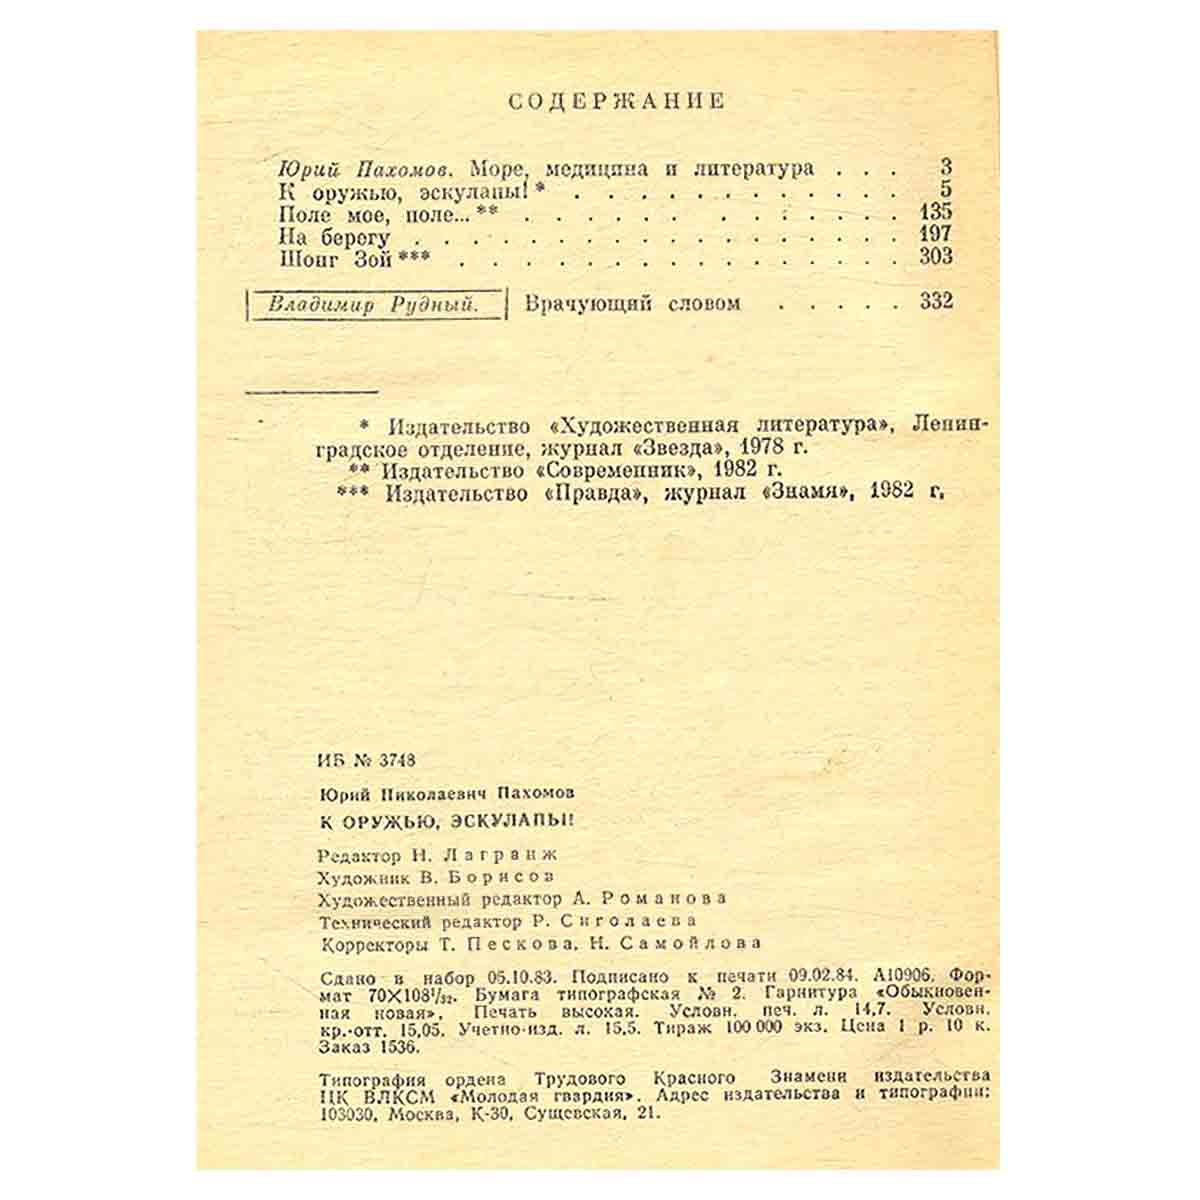 СОДЕРЖАНИЕ
Юрий Пахомов. Море, медицина и литература . . . 3
К оружью, эскулапы! * . . . . . . . . . . . . . . . 5
Поле мое, поле... ** . . . . . . . . . . . . . . . . 135
На берегу . . . . . . . . . . . . . . . . . . . . 197
Шонг Зой *** . . . . . . . . . . . . . . . . . . 303
Владимир Рудный. Врачующий словом . . . . . 332
* Издательство «Художественная литература», Ленин-
градское отделение, журнал «Звезда», 1978 г.
** Издательство «Современник», 1982 г.
*** Издательство «Правда», журнал «Знамя», 1982 г.
ИБ № 3748
Юрий Николаевич Пахомов
К ОРУЖЬЮ, ЭСКУЛАПЫ!
Редактор Н. Лагранж
Художник В. Борисов
Художественный редактор А. Романова
Технический редактор Р. Сиголаева
Корректоры Т. Пескова, Н. Самойлова
Сдано в набор 05.10.83. Подписано к печати 09.02.84. А10906. Фор-
мат 70×108¹/₃₂. Бумага типографская № 2. Гарнитура «Обыкновен-
ная новая». Печать высокая. Условн. печ. л. 14,7. Условн.
кр.-отт. 15,05. Учетно-изд. л. 15,5. Тираж 100 000 экз. Цена 1 р. 10 к.
Заказ 1536.
Типография ордена Трудового Красного Знамени издательства
ЦК ВЛКСМ «Молодая гвардия». Адрес издательства и типографии:
103030, Москва, К-30, Сущевская, 21.